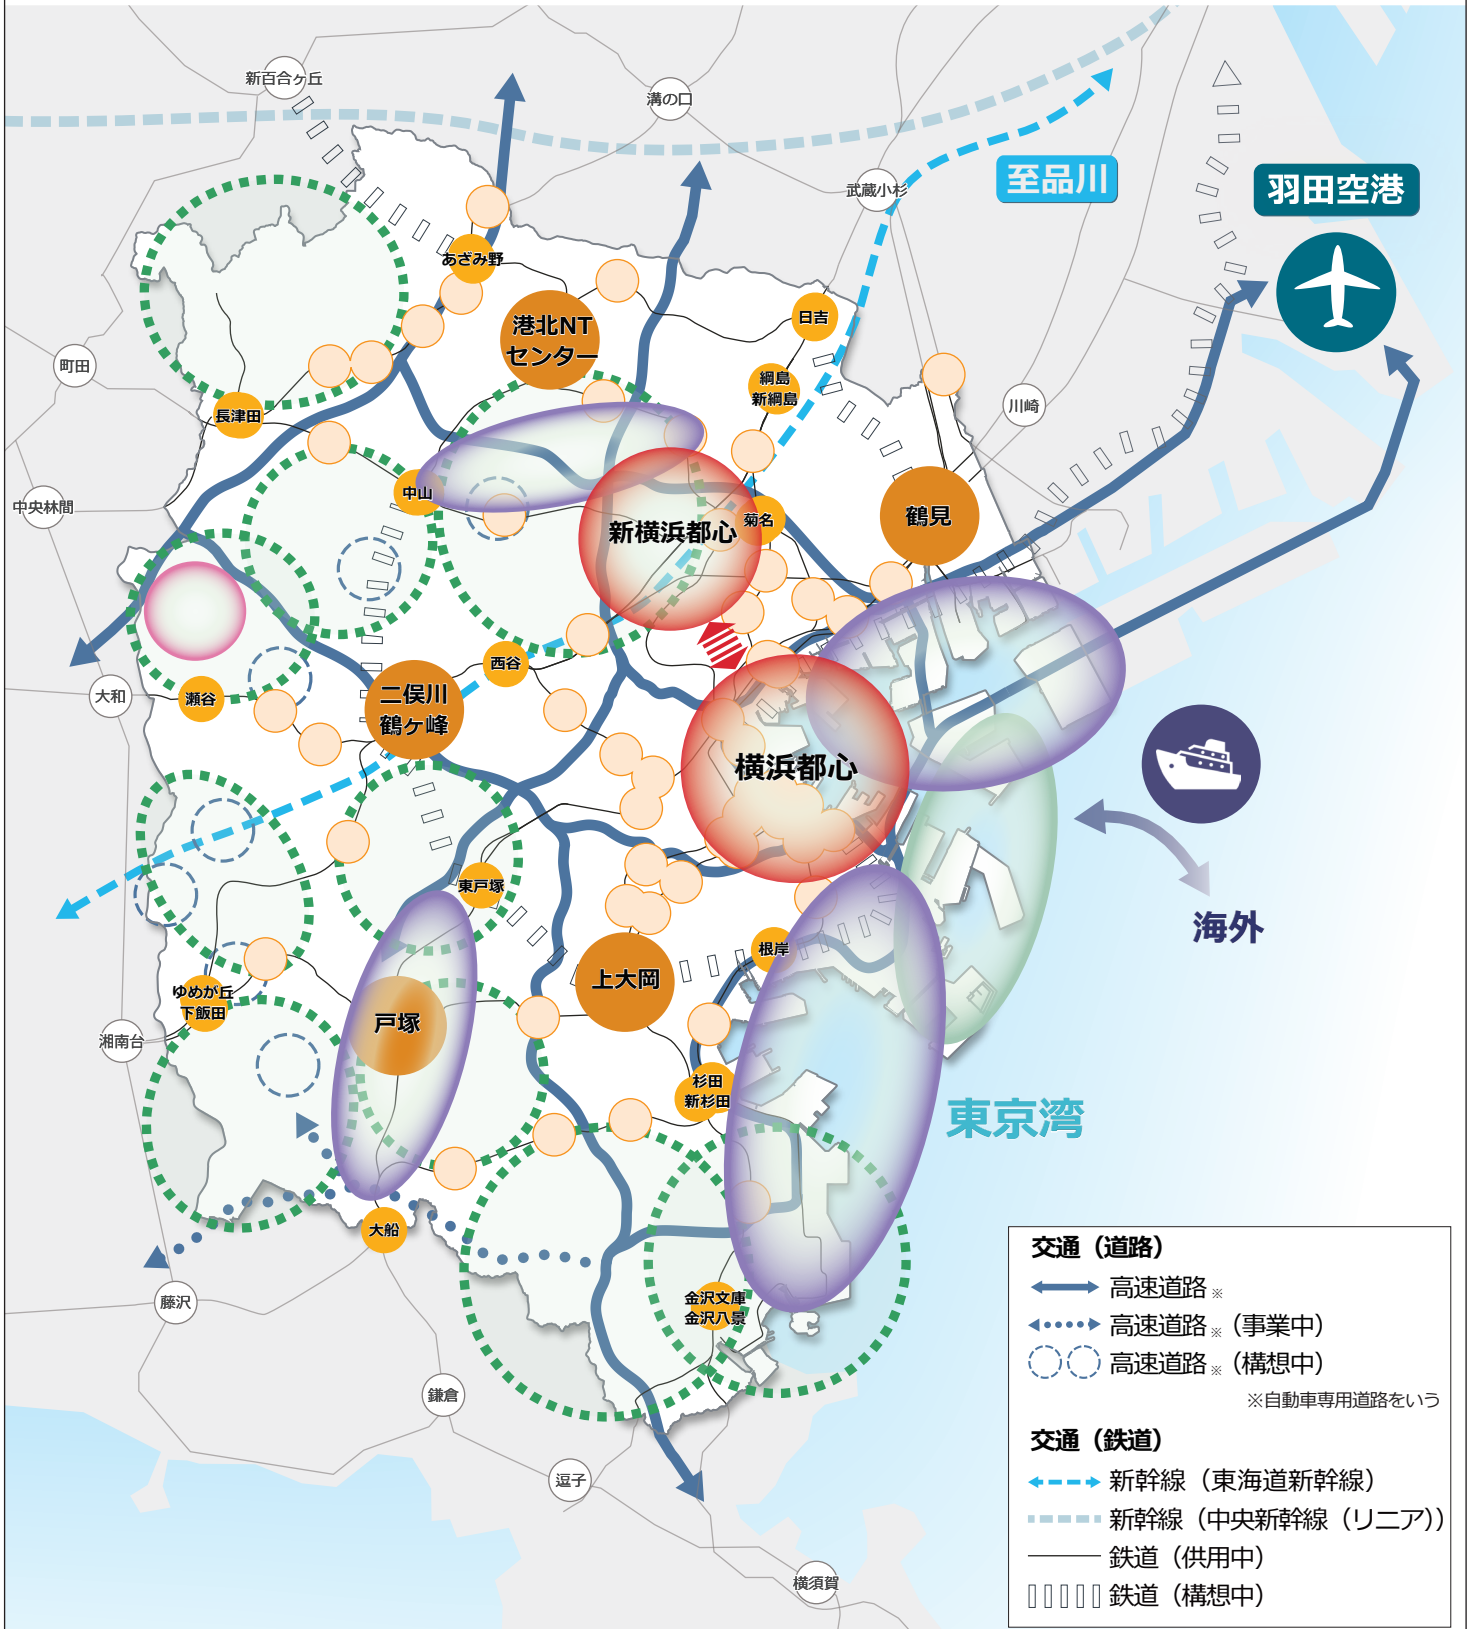 新百合ヶ丘
溝の口
武蔵小杉
至品川
羽田空港
あざみ野
港北NT
センター
日吉
町田
綱島
新綱島
長津田
川崎
中央林間
中山
新横浜都心
菊名
鶴見
西谷
大和
瀬谷
二俣川
鶴ヶ峰
横浜都心
東戸塚
海外
根岸
上大岡
ゆめが丘
下飯田
戸塚
湘南台
杉田
新杉田
東京湾
大船
藤沢
金沢文庫
金沢八景
鎌倉
逗子
横須賀
交通（道路）
高速道路※
高速道路※（事業中）
高速道路※（構想中）
※自動車専用道路をいう
交通（鉄道）
新幹線（東海道新幹線）
新幹線（中央新幹線（リニア））
鉄道（供用中）
鉄道（構想中）